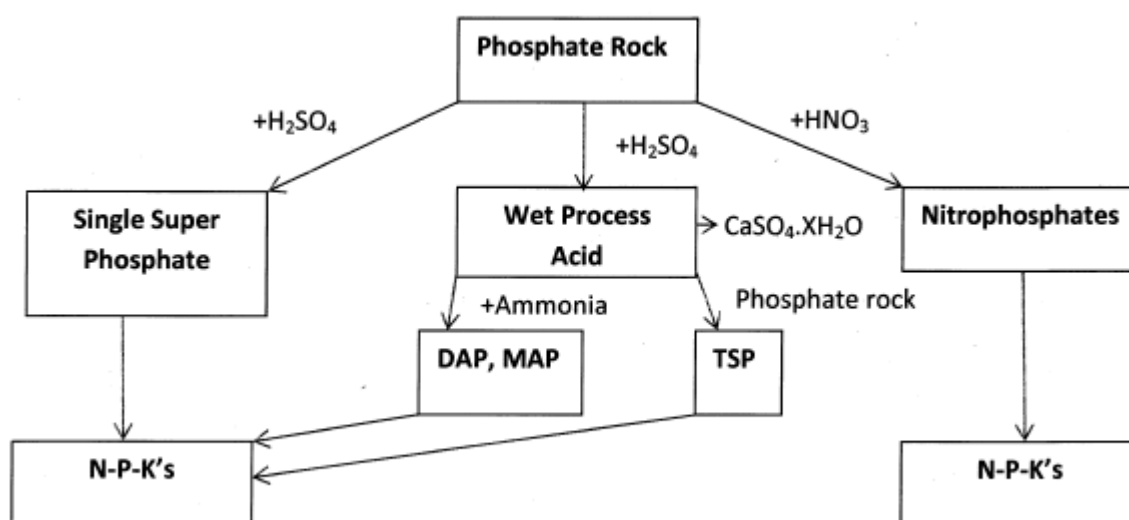 Phosphate Rock
+H₂SO₄
+H₂SO₄
+HNO₃
Single Super
Phosphate
Wet Process
Acid
CaSO₄.XH₂O
Nitrophosphates
+Ammonia
Phosphate rock
DAP, MAP
TSP
N-P-K’s
N-P-K’s